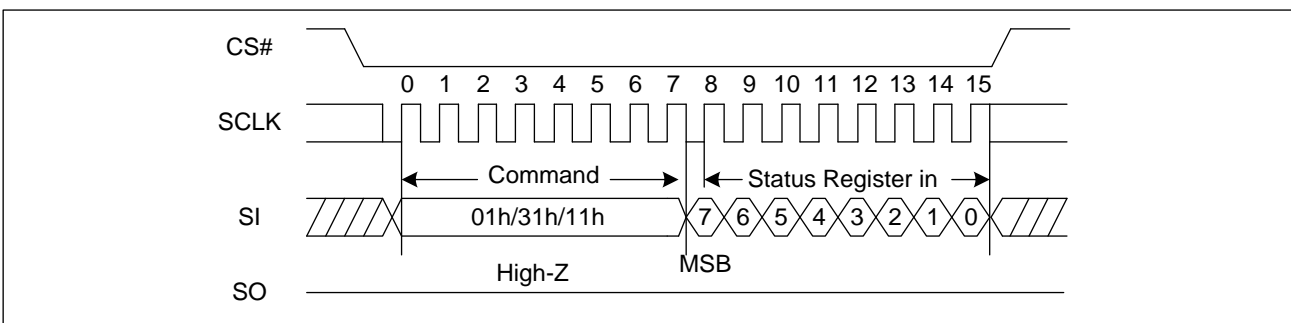 CS#
0 1 2 3 4 5 6 7 8 9 10 11 12 13 14 15
SCLK
Command Status Register in
SI 01h/31h/11h 7 6 5 4 3 2 1 0
High-Z MSB
SO